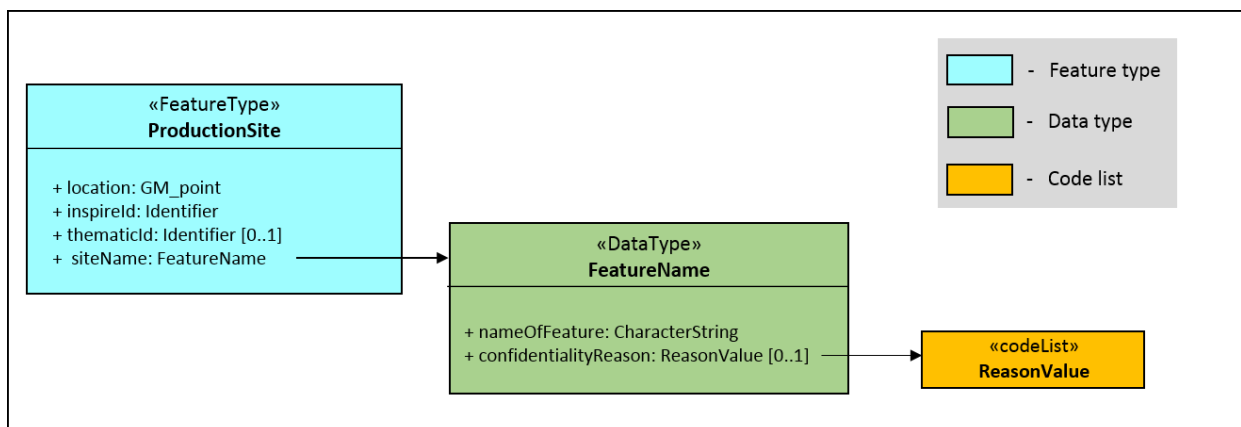 «FeatureType»
ProductionSite
+ location: GM_point
+ inspireId: Identifier
+ thematicId: Identifier [0..1]
+ siteName: FeatureName
«DataType»
FeatureName
+ nameOfFeature: CharacterString
+ confidentialityReason: ReasonValue [0..1]
«codeList»
ReasonValue
- Feature type
- Data type
- Code list